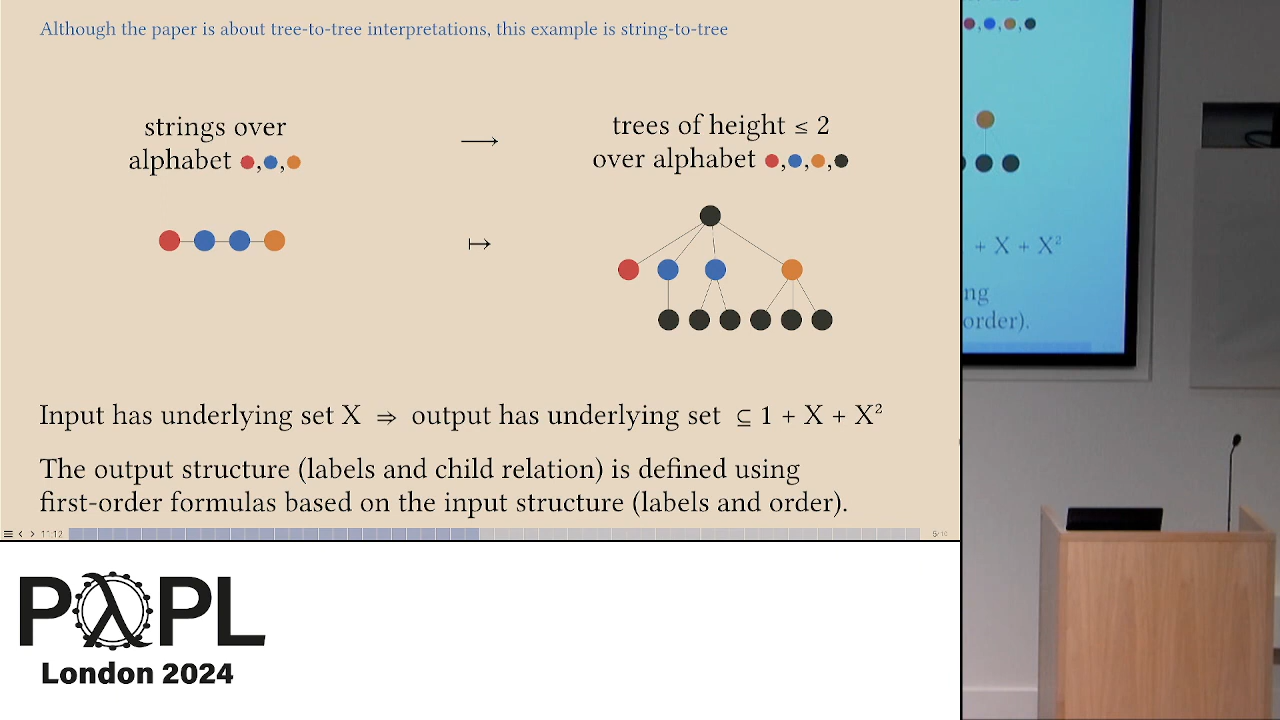 Although the paper is about tree-to-tree interpretations, this example is string-to-tree
strings over
alphabet , ,
→
trees of height ≤ 2
over alphabet , , ,
↦
Input has underlying set X ⇒ output has underlying set ⊆ 1 + X + X²
The output structure (labels and child relation) is defined using
first-order formulas based on the input structure (labels and order).
11:12
POPL
London 2024
+ X + X²
ng
order).